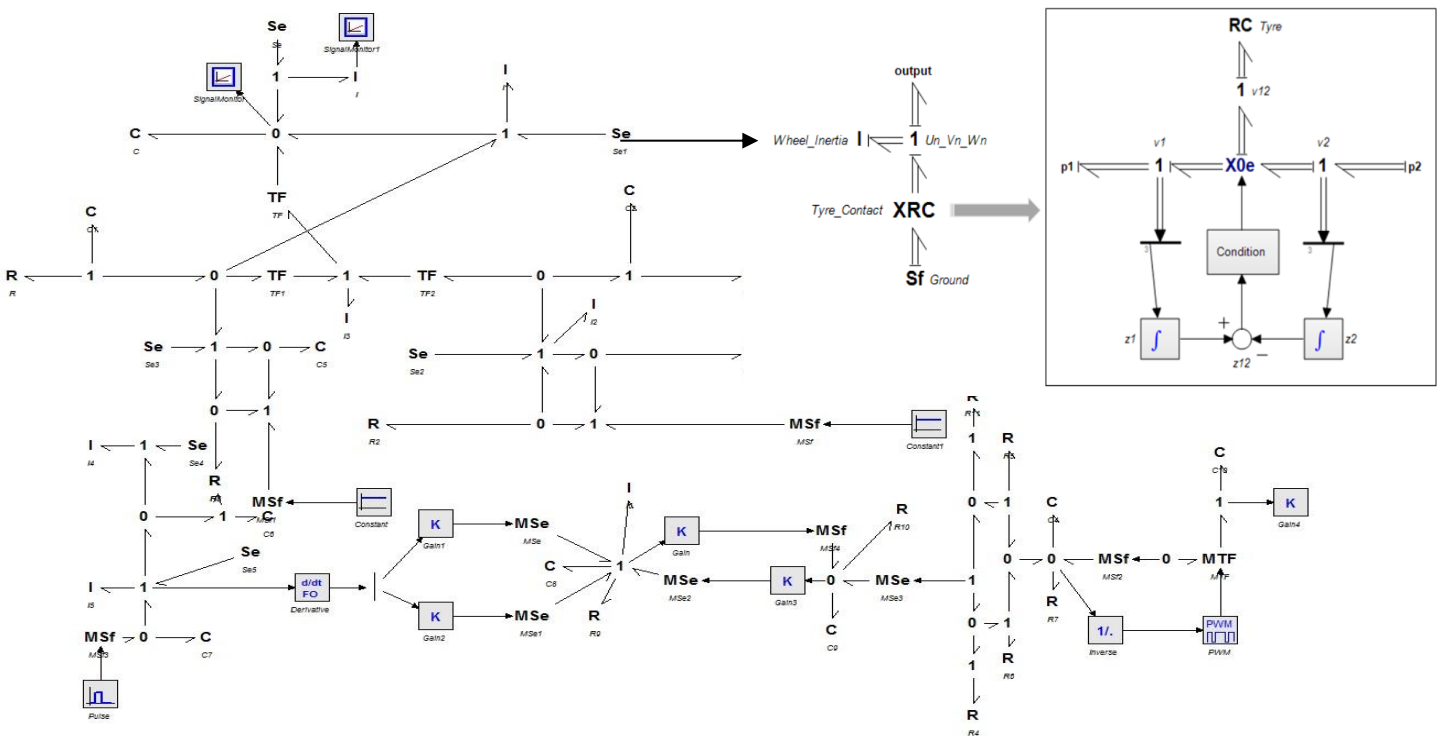 Se
Se
SignalMonitor1
1
I
I
SignalMonitor
I
C
C
0
1
Se
Se1
TF
TF
C
C
R
R
1
0
TF
TF1
1
TF
TF2
0
1
I
I3
I
I2
Se
Se3
1
0
C
C5
Se
Se2
1
0
0
1
R
R2
0
1
MSf
MSf
Constant1
I
I4
1
Se
Se4
R
MSf
Constant
0
1
C
C6
Se
Se5
I
I5
1
d/dt
FO
Derivative
K
Gain1
K
Gain2
MSe
MSe
MSe
MSe1
MSf
MSf3
0
C
C7
Pulse
I
C
C8
1
R
R9
K
Gain
MSf
MSf4
MSe
MSe2
K
Gain3
0
R
R10
C
C9
MSe
MSe3
1
0
1
R
1
0
C
0
MSf
MSf2
0
MTF
R
R7
1
C
K
Gain4
0
1
R
R6
1
R
R4
1/.
Inverse
PWM
PWM
output
Wheel_Inertia
I
1
Un_Vn_Wn
Tyre_Contact
XRC
Sf
Ground
RC
Tyre
1
v12
v1
v2
p1
1
X0e
1
p2
3
Condition
3
z1
∫
+
−
z12
∫
z2